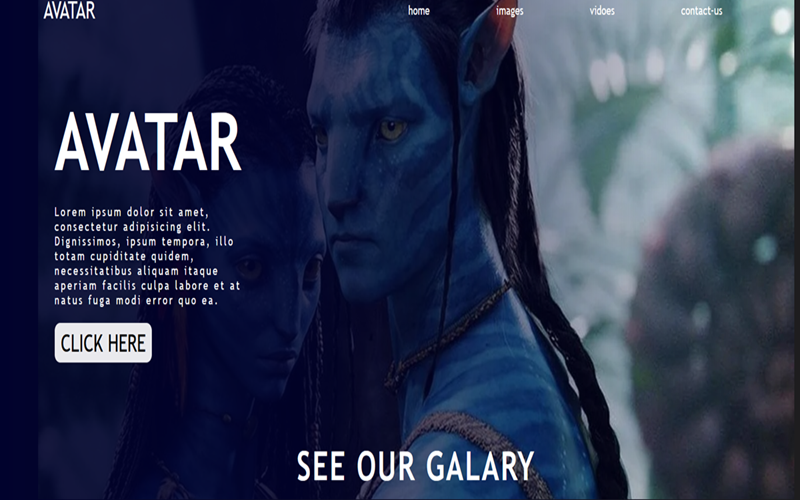 AVATAR
home images vidoes contact-us
AVATAR
Lorem ipsum dolor sit amet,
consectetur adipisicing elit.
Dignissimos, ipsum tempora, illo
totam cupiditate quidem,
necessitatibus aliquam itaque
aperiam facilis culpa labore et at
natus fuga modi error quo ea.
CLICK HERE
SEE OUR GALARY